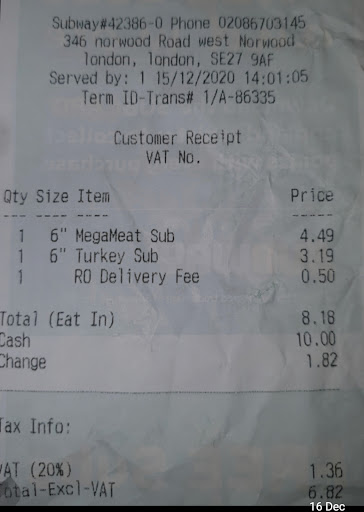 Subway#42386-0 Phone 02086703145
346 norwood Road west Norwood
london, london, SE27 9AF
Served by: 1 15/12/2020 14:01:05
Term ID-Trans# 1/A-86335
Customer Receipt
VAT No.
Qty Size Item Price
--- ---- ---- -----
1 6" MegaMeat Sub 4.49
1 6" Turkey Sub 3.19
1 RO Delivery Fee 0.50
Total (Eat In) 8.18
Cash 10.00
Change 1.82
Tax Info:
VAT (20%) 1.36
Total-Excl-VAT 6.82
16 Dec